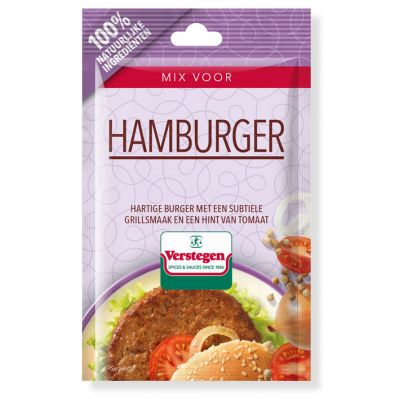 100%
NATUURLIJKE
INGREDIËNTEN
MIX VOOR
HAMBURGER
HARTIGE BURGER MET EEN SUBTIELE
GRILLSMAAK EN EEN HINT VAN TOMAAT
Verstegen
SPICES & SAUCES SINCE 1886